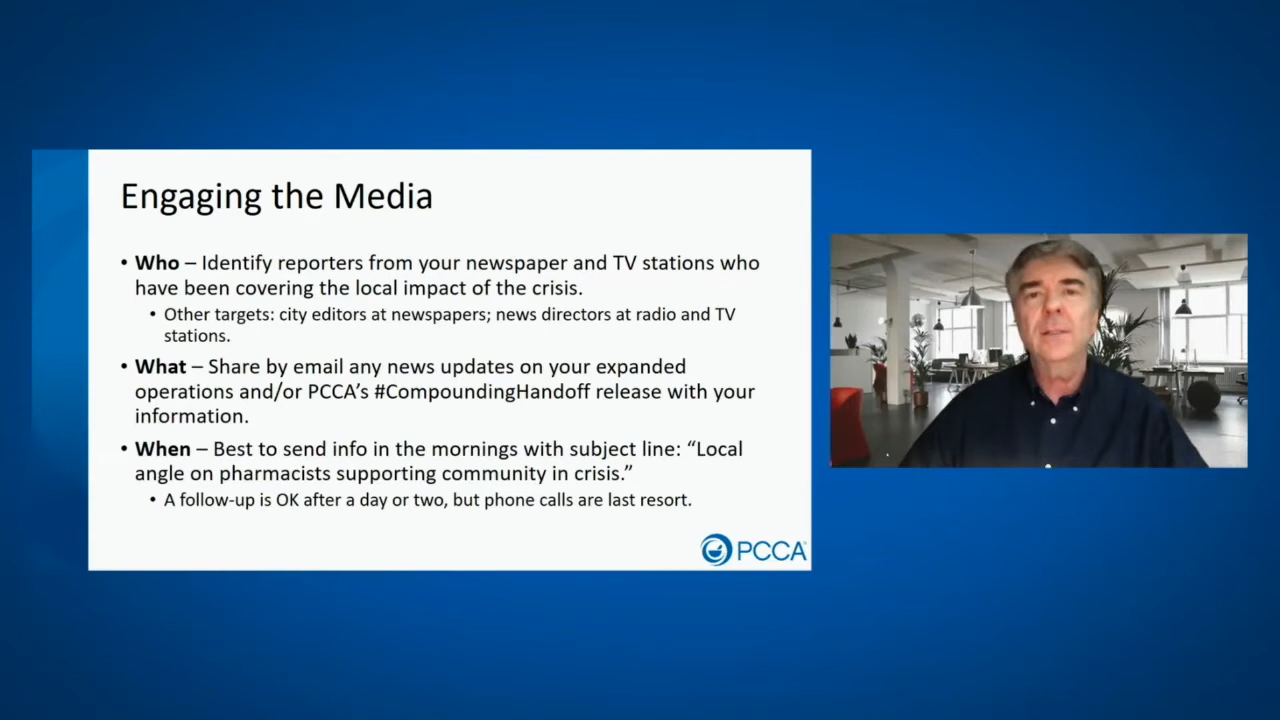 Engaging the Media
• Who – Identify reporters from your newspaper and TV stations who
have been covering the local impact of the crisis.
• Other targets: city editors at newspapers; news directors at radio and TV
stations.
• What – Share by email any news updates on your expanded
operations and/or PCCA’s #CompoundingHandoff release with your
information.
• When – Best to send info in the mornings with subject line: “Local
angle on pharmacists supporting community in crisis.”
• A follow-up is OK after a day or two, but phone calls are last resort.
PCCA